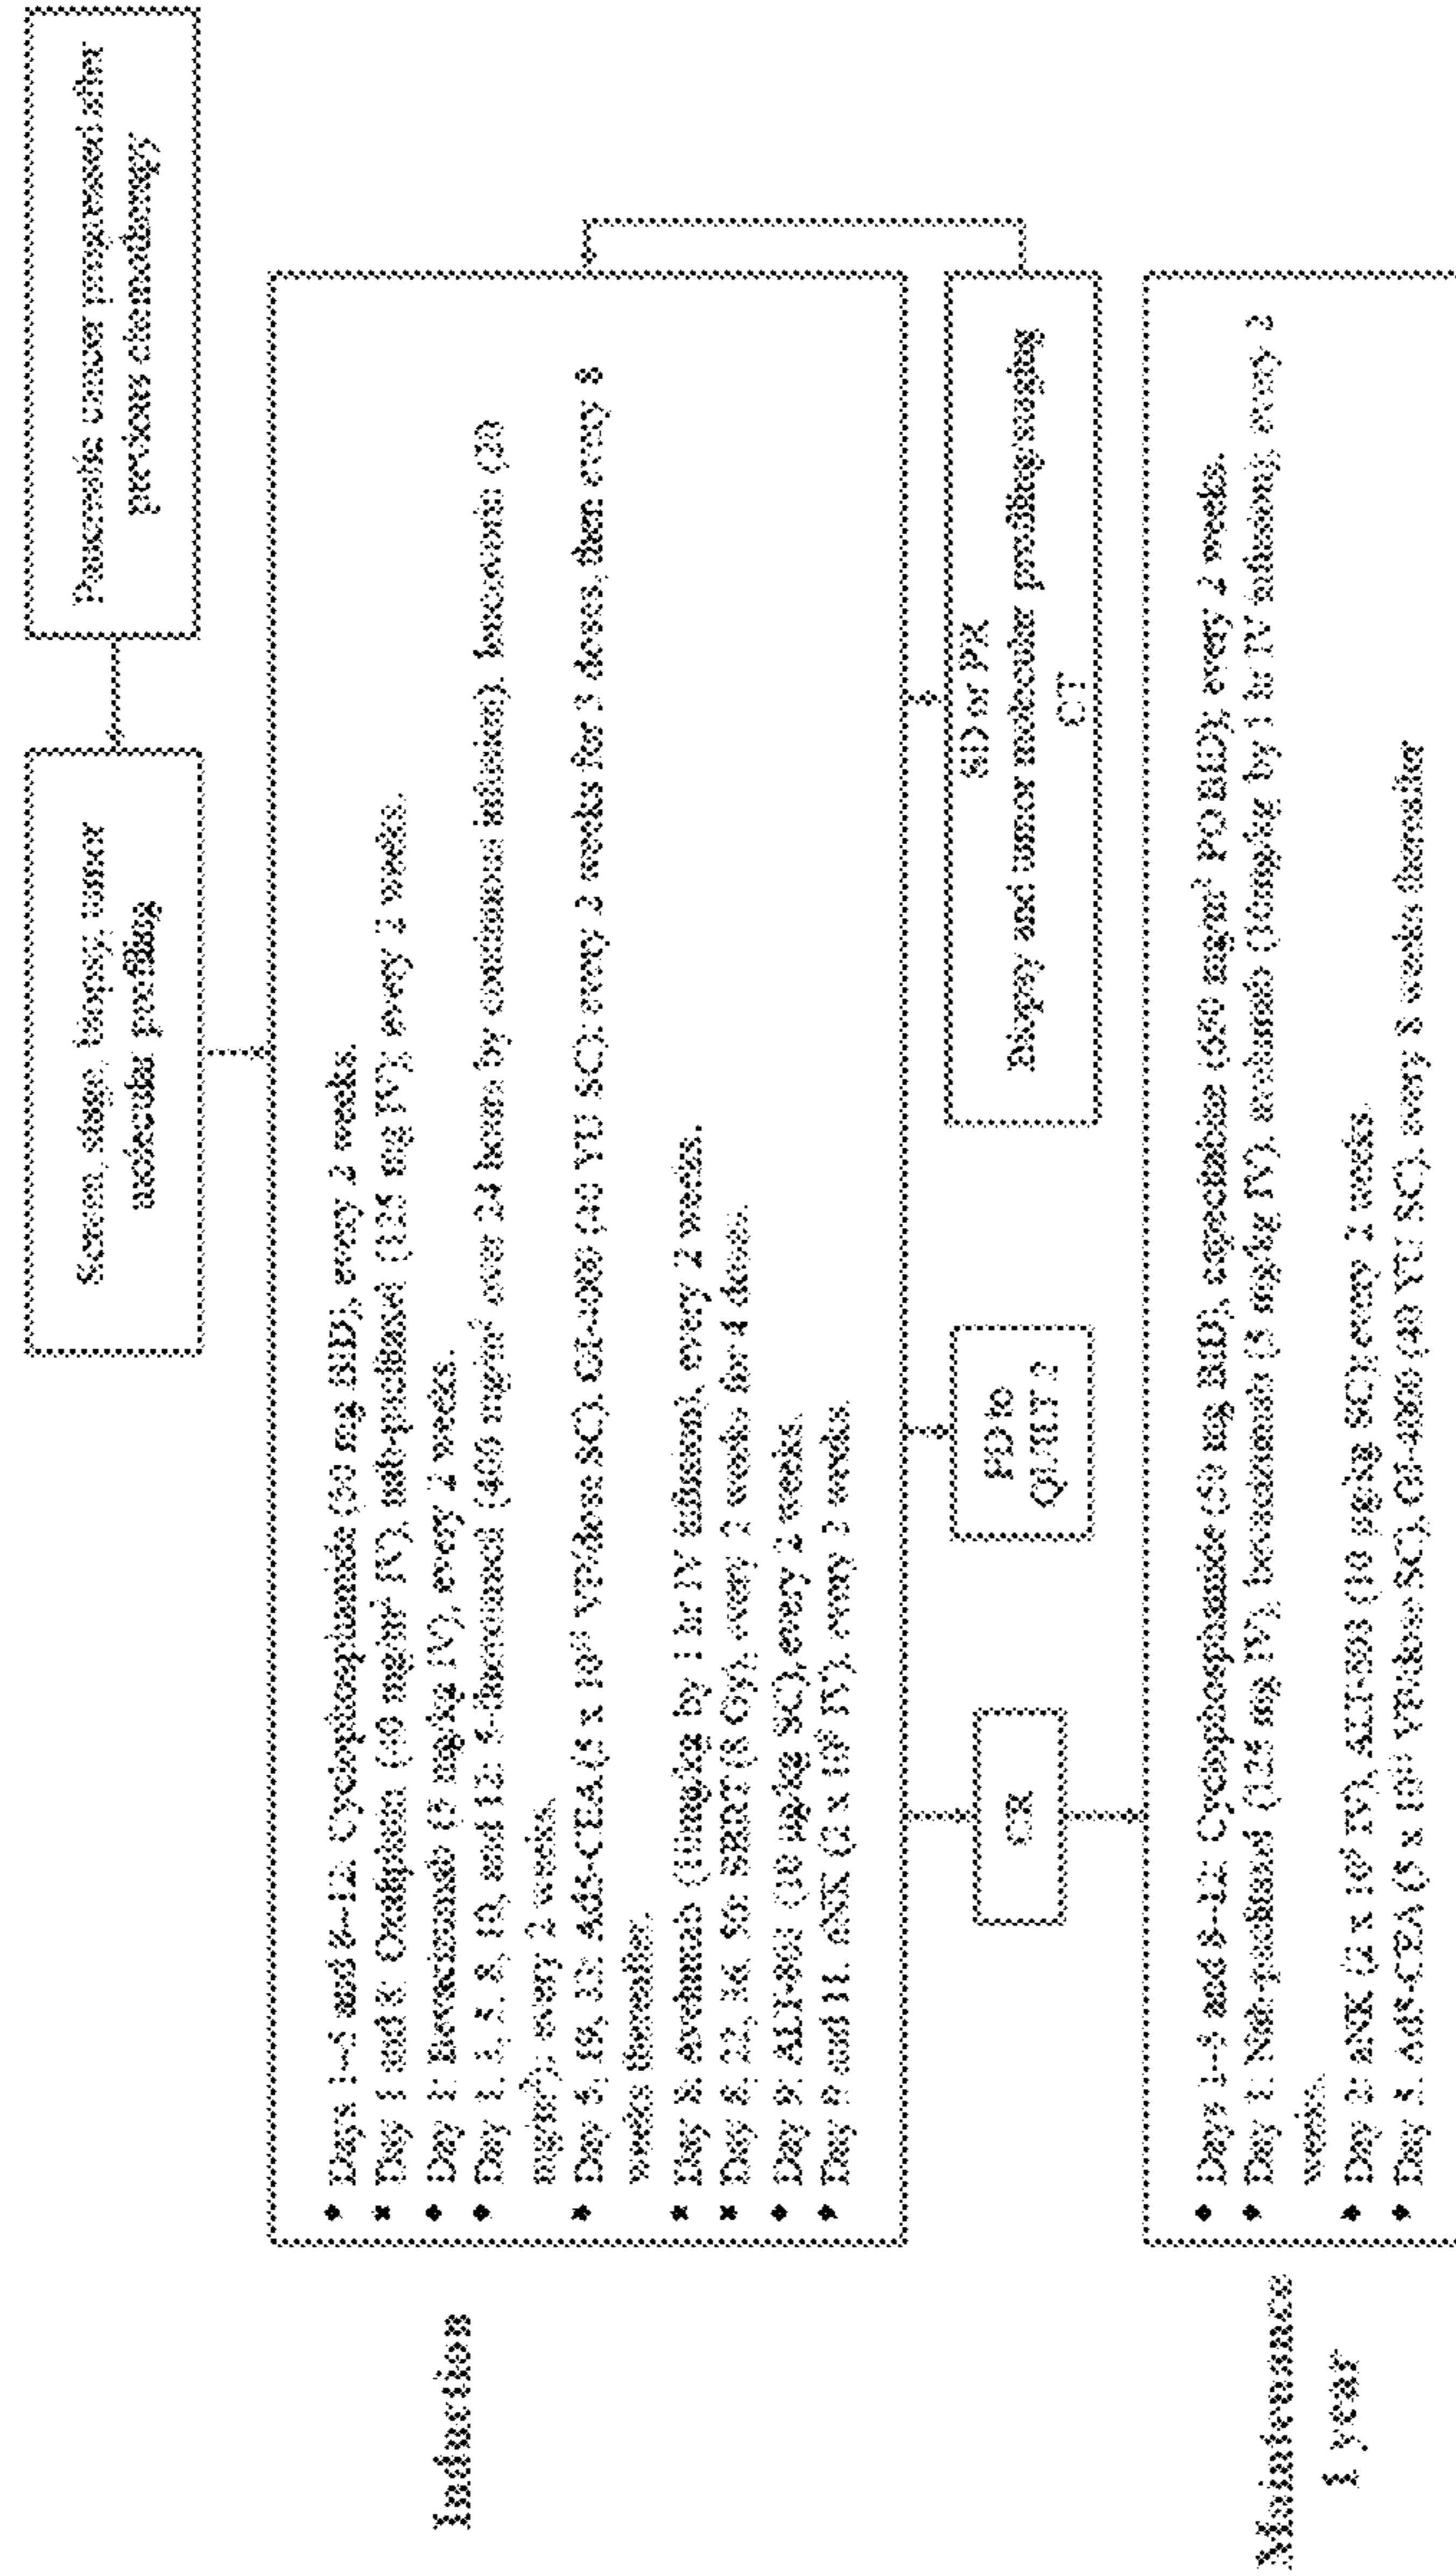 Pancreatic cancer progressed after
previous chemotherapy
Screen, stage, biopsy, tumor
molecular profiling
Induction
Days 1-5 and 8-12: Cyclophosphamide (50 mg BID), every 2 weeks.
Day 1 and 8: Oxaliplatin (40 mg/m² IV), nab-paclitaxel (125 mg IV); every 2 weeks.
Day 1: Bevacizumab (5 mg/kg IV), every 2 weeks.
Day 1, 3, 5, 8, 10, and 12: 5-fluorouracil (400 mg/m² over 24 hours by continuous infusion), leucovorin (20
mg/m²); every 2 weeks.
Day 5, 19, 33: Ad5-CEA (5 x 10¹⁰ VP/dose SC), GI-4000 (40 YU SC); every 2 weeks for 3 doses, then every 8
weeks thereafter.
Day 8: avelumab (10mg/kg by 1 hr IV infusion), every 2 weeks.
Day 8, 22, 36, 50: SBRT (8 Gy), every 2 weeks for 4 doses.
Day 9: ALT-803 (10 µg/kg SC) every 2 weeks.
Day 9 and 11: aNK (2 x 10⁹ IV), every 2 weeks.
SD or PR
Biopsy and tumor molecular profiling ongoing
CT
PD to
QUILT
CR
Maintenance
1 year
Day 1-5 and 8-12: Cyclophosphamide (50 mg BID), capecitabine (650 mg/m² PO BID); every 2 weeks.
Day 1: Nab-paclitaxel (125 mg IV), bevacizumab (5 mg/kg IV), avelumab (10mg/kg by 1 hr IV infusion); every 2
weeks.
Day 2: aNK (2 x 10⁹ IV), ALT-803 (10 µg/kg SC); every 2 weeks.
Day 5: Ad5-CEA (5 x 10¹⁰ VP/dose SC), GI-4000 (40 YU SC), every 8 weeks thereafter